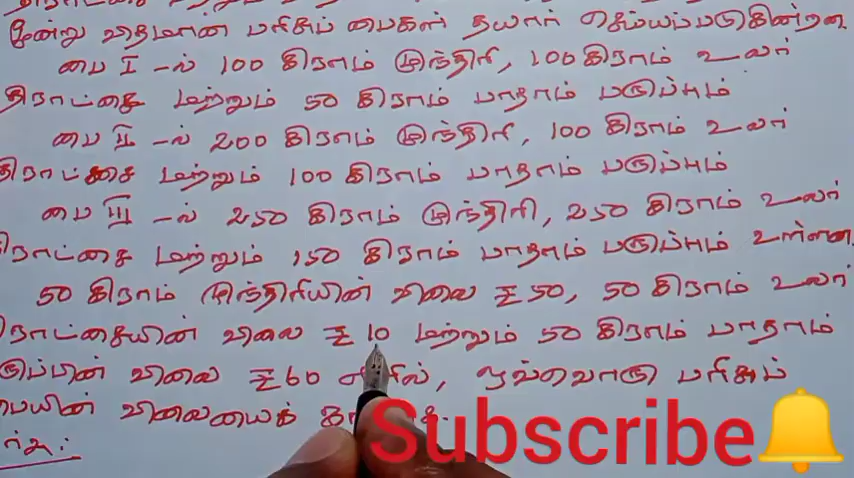 மூன்று விதமான பரிசுப் பைகள் தயார் செய்யப்படுகின்றன.
பை I -ல் 100 கிராம் முந்திரி, 100 கிராம் உலர்
திராட்சை மற்றும் 50 கிராம் பாதாம் பருப்பும்
பை II -ல் 200 கிராம் முந்திரி, 100 கிராம் உலர்
திராட்சை மற்றும் 100 கிராம் பாதாம் பருப்பும்
பை III -ல் 250 கிராம் முந்திரி, 250 கிராம் உலர்
ிராட்சை மற்றும் 150 கிராம் பாதாம் பருப்பும் உள்ளன.
50 கிராம் முந்திரியின் விலை ₹50, 50 கிராம் உலர்
ராட்சையின் விலை ₹10 மற்றும் 50 கிராம் பாதாம்
ருப்பின் விலை ₹60 எனில், ஒவ்வொரு பரிசுப்
பையின் விலையைக்
Subscribe